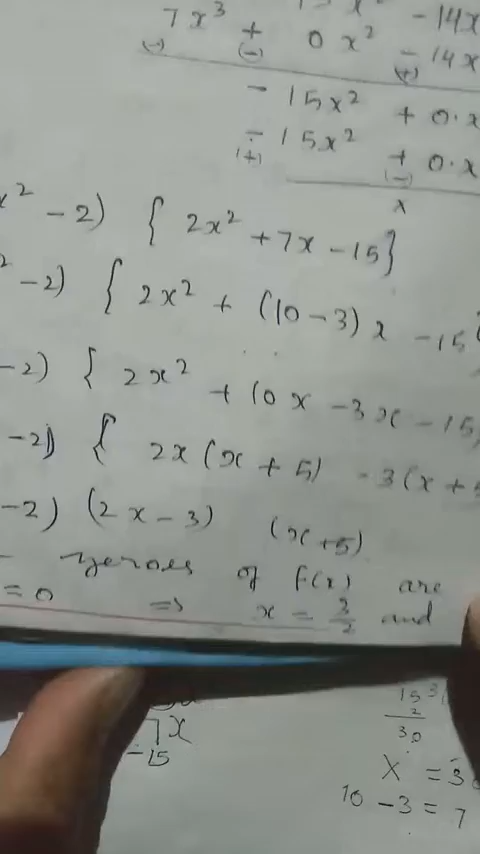 7x³ + 0x² - 14x
(-) (-) (+)
- 15x² + 0.x
- 15x² + 0.x
(+) (-)
x
x² - 2) { 2x² + 7x - 15}
² - 2) { 2x² + (10 - 3) x - 15
- 2) { 2x² + 10x - 3x - 15
- 2) { 2x (x + 5) - 3(x + 5
- 2) (2x - 3) (x + 5)
zeroes of f(x) are
= 0 => x = 3/2 and
7x
- 15
15
2
30
X = 3
10 - 3 = 7